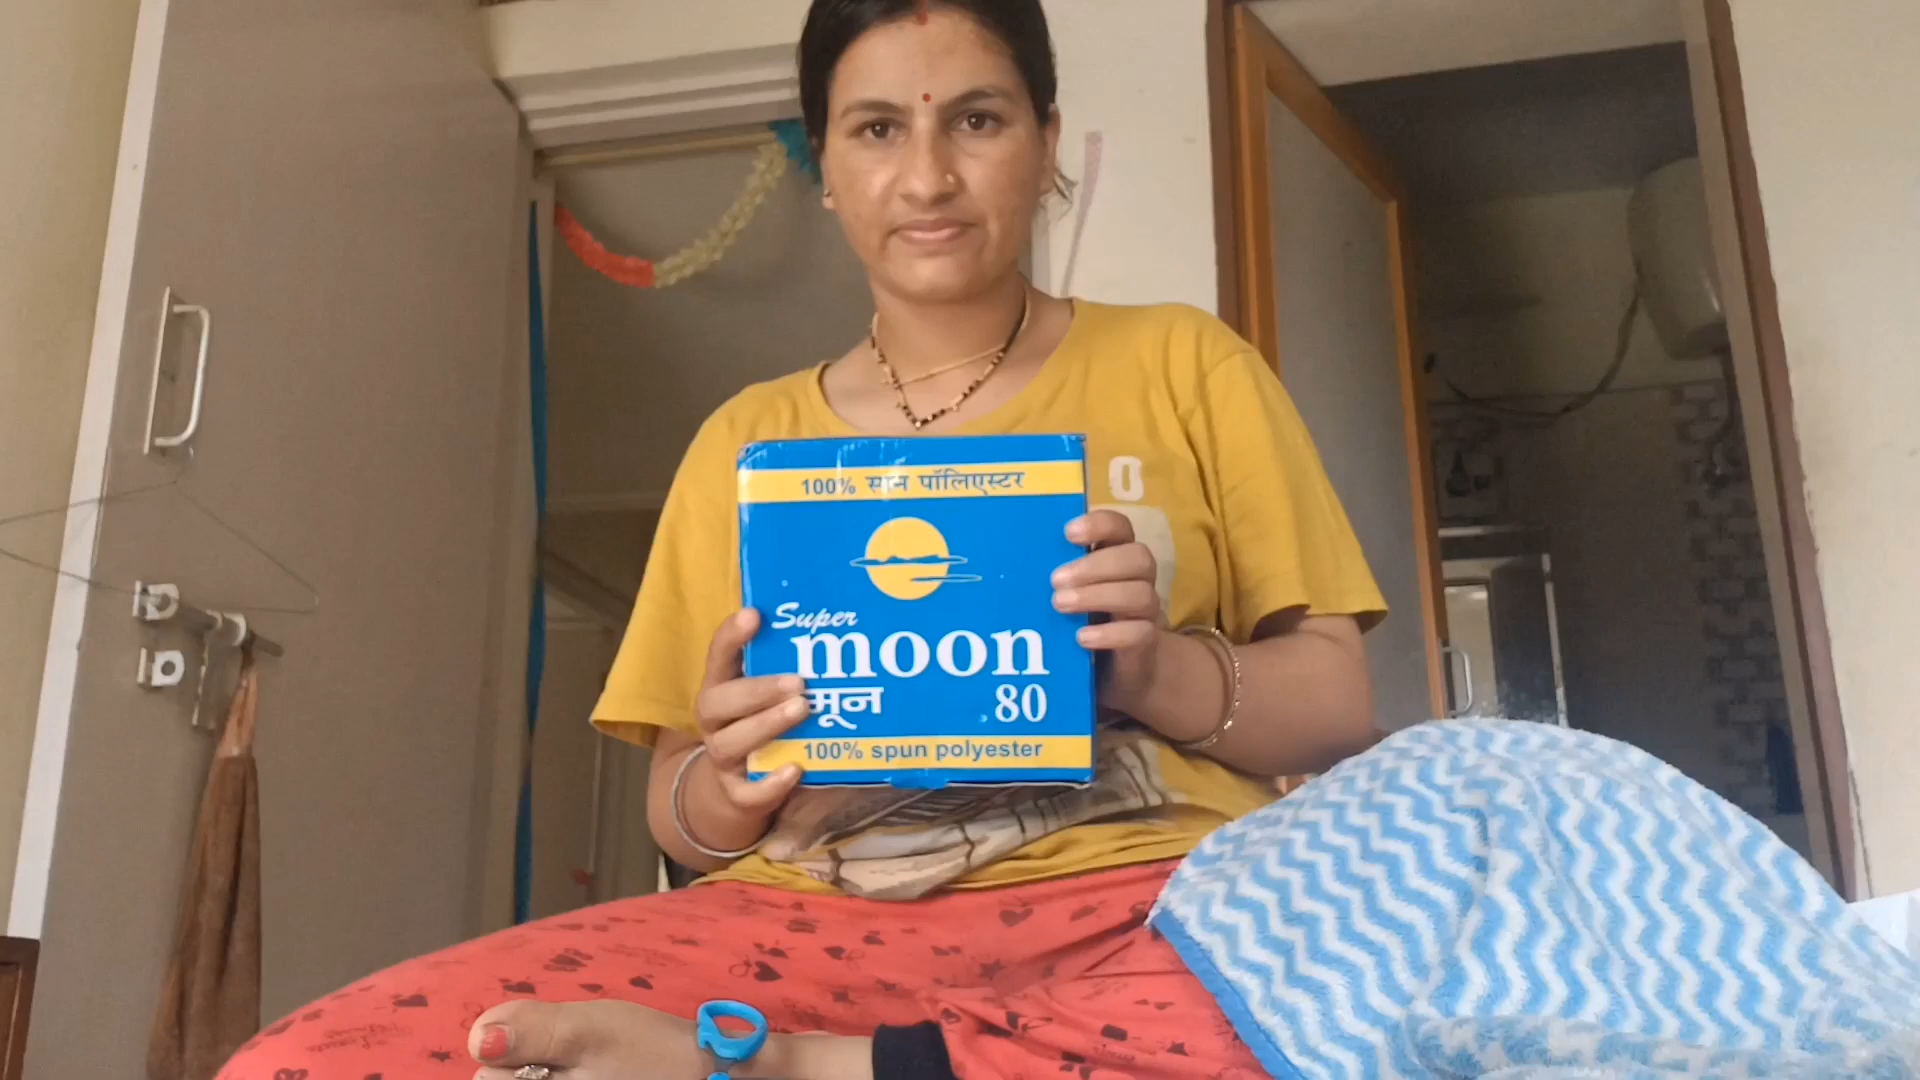 100% स्पन पॉलिएस्टर
Super
moon
मून 80
100% spun polyester